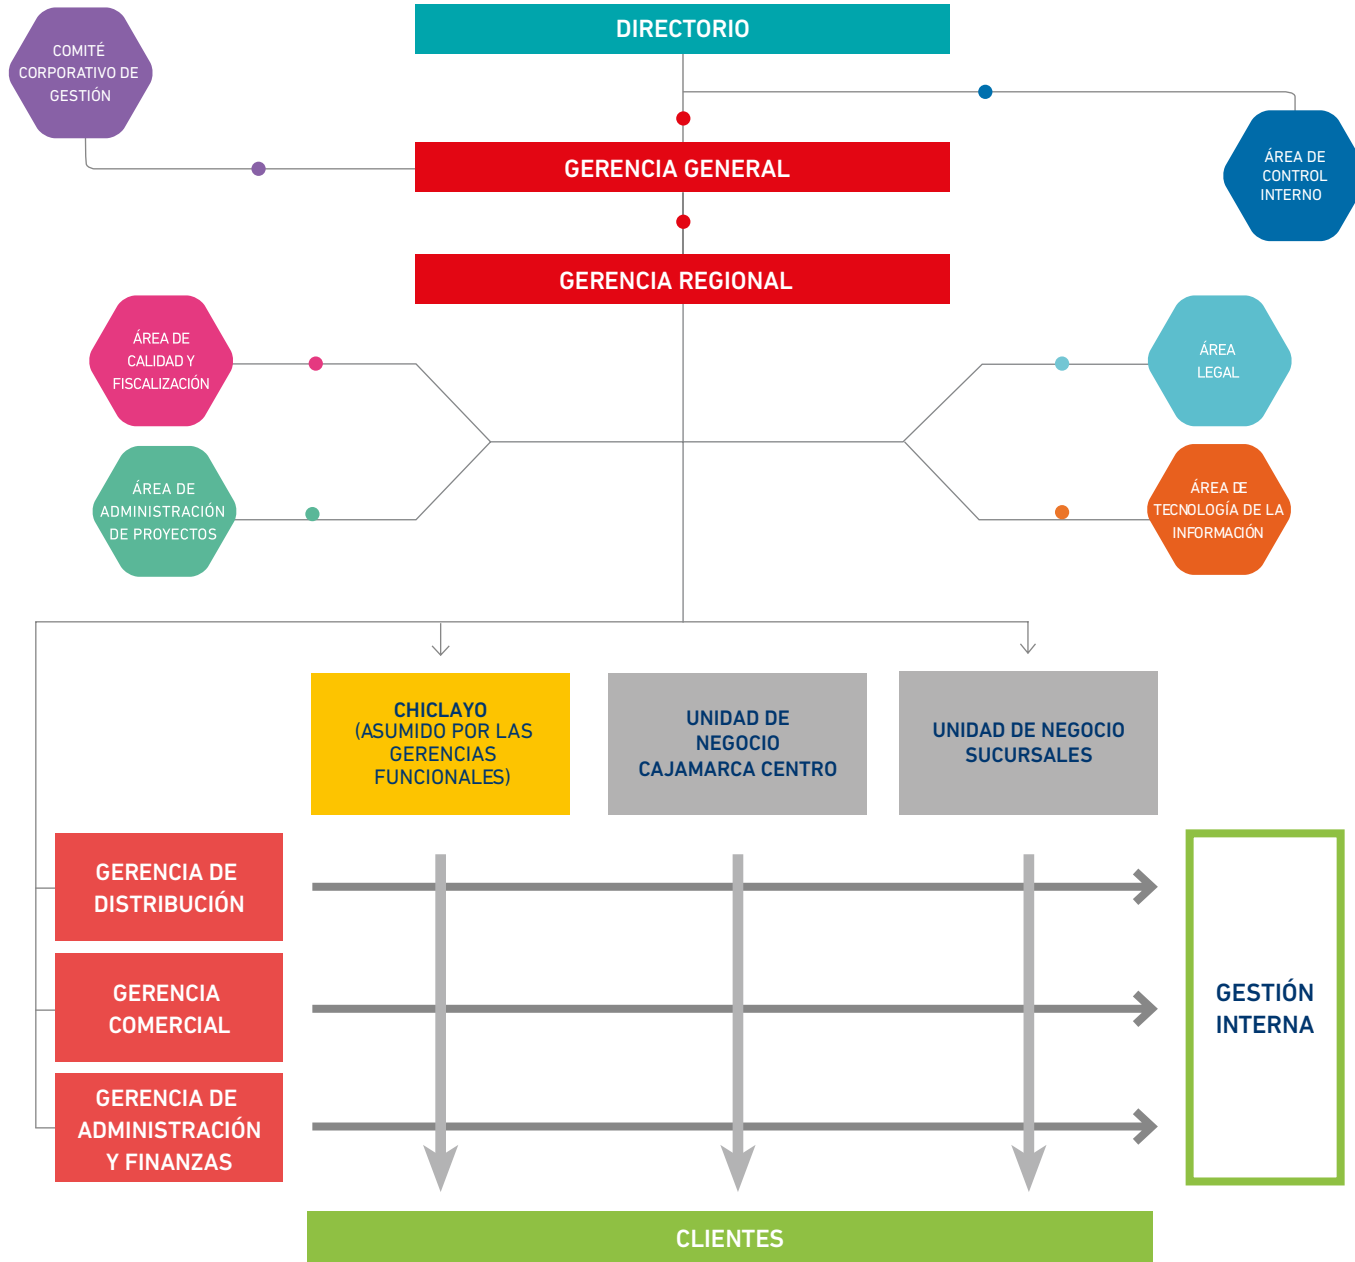 DIRECTORIO
COMITÉ
CORPORATIVO DE
GESTIÓN
ÁREA DE
CONTROL
INTERNO
GERENCIA GENERAL
GERENCIA REGIONAL
ÁREA DE
CALIDAD Y
FISCALIZACIÓN
ÁREA
LEGAL
ÁREA DE
ADMINISTRACIÓN
DE PROYECTOS
ÁREA DE
TECNOLOGÍA DE LA
INFORMACIÓN
CHICLAYO
(ASUMIDO POR LAS
GERENCIAS
FUNCIONALES)
UNIDAD DE
NEGOCIO
CAJAMARCA CENTRO
UNIDAD DE NEGOCIO
SUCURSALES
GERENCIA DE
DISTRIBUCIÓN
GERENCIA
COMERCIAL
GERENCIA DE
ADMINISTRACIÓN
Y FINANZAS
GESTIÓN
INTERNA
CLIENTES